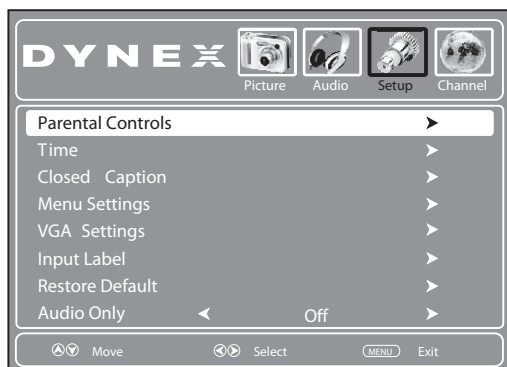 DYNEX
Picture Audio Setup Channel
Parental Controls
Time
Closed Caption
Menu Settings
VGA Settings
Input Label
Restore Default
Audio Only Off
Move Select MENU Exit